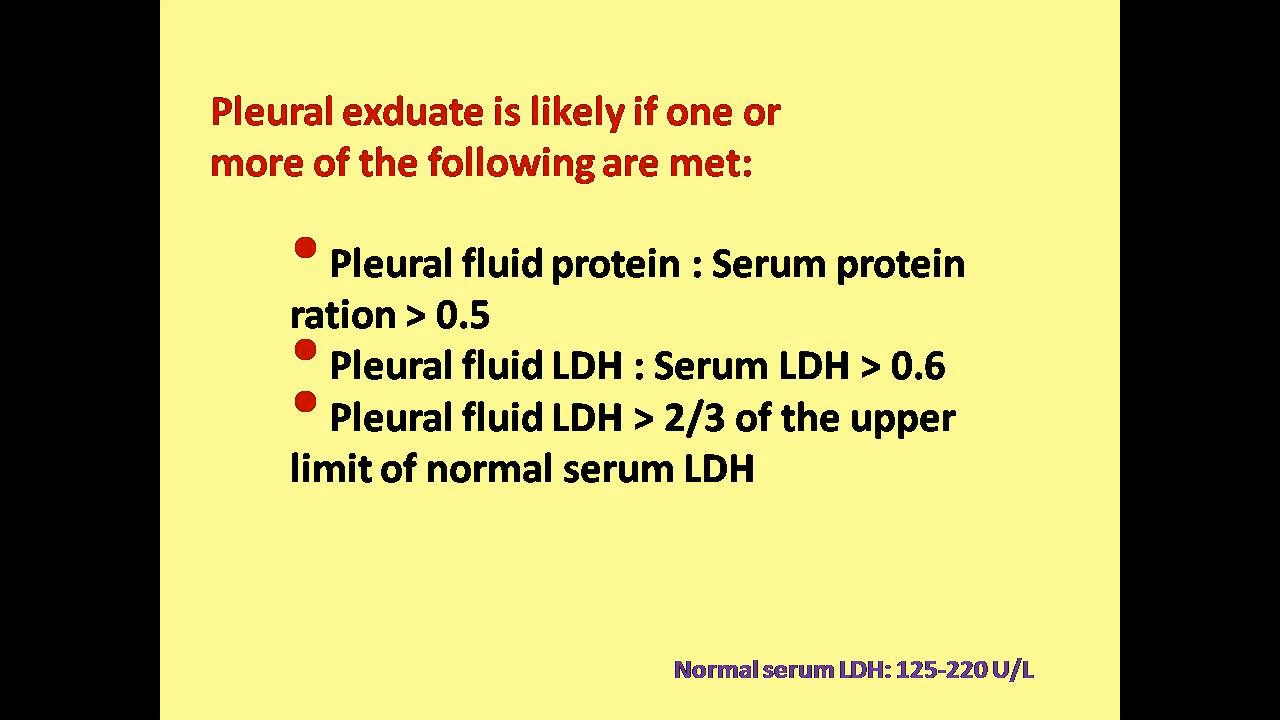 Pleural exduate is likely if one or
more of the following are met:
• Pleural fluid protein : Serum protein
ration > 0.5
• Pleural fluid LDH : Serum LDH > 0.6
• Pleural fluid LDH > 2/3 of the upper
limit of normal serum LDH
Normal serum LDH: 125-220 U/L